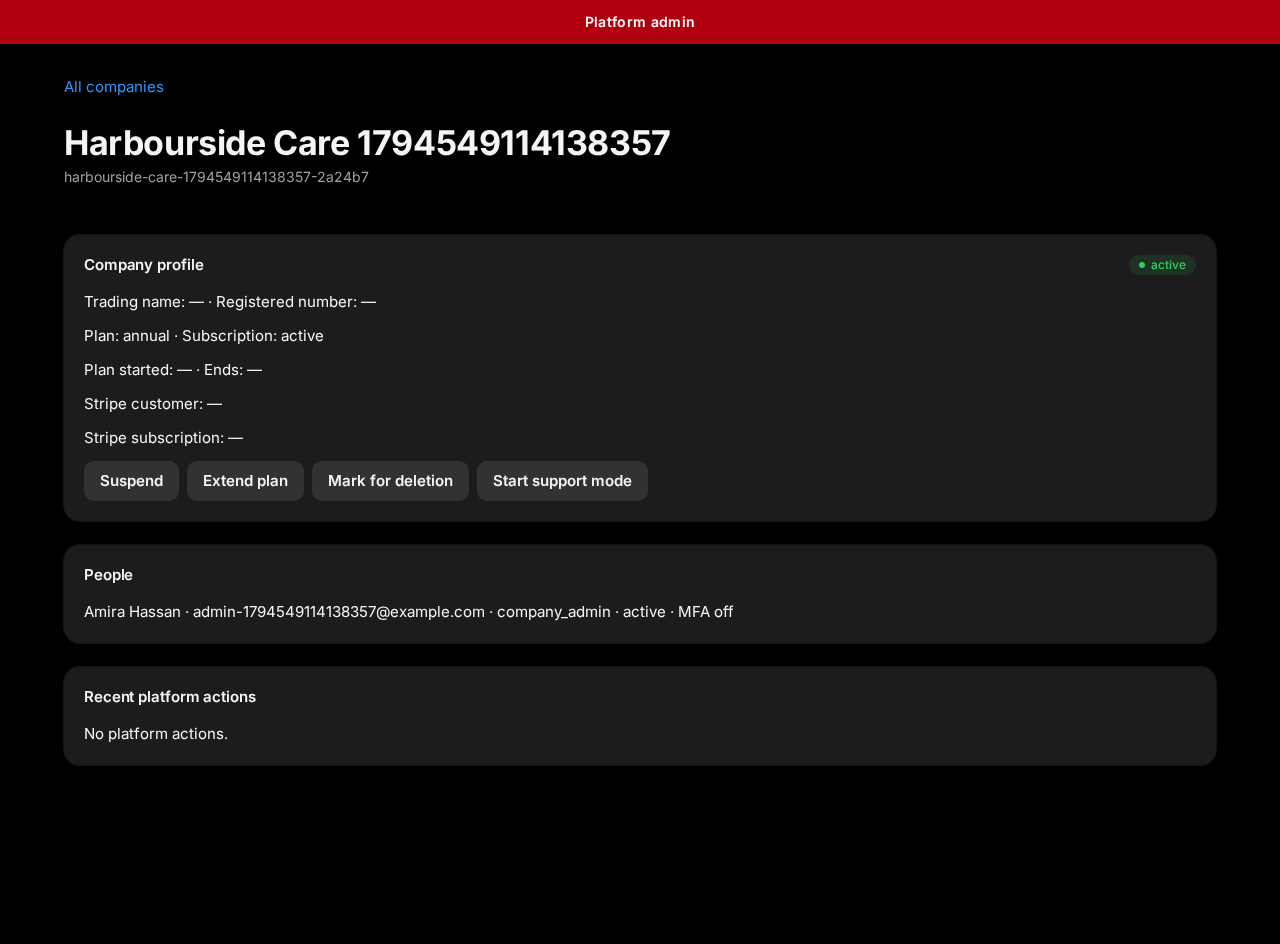 Platform admin
All companies
Harbourside Care 1794549114138357
harbourside-care-1794549114138357-2a24b7
Company profile
active
Trading name: — · Registered number: —
Plan: annual · Subscription: active
Plan started: — · Ends: —
Stripe customer: —
Stripe subscription: —
Suspend Extend plan Mark for deletion Start support mode
People
Amira Hassan · admin-1794549114138357@example.com · company_admin · active · MFA off
Recent platform actions
No platform actions.